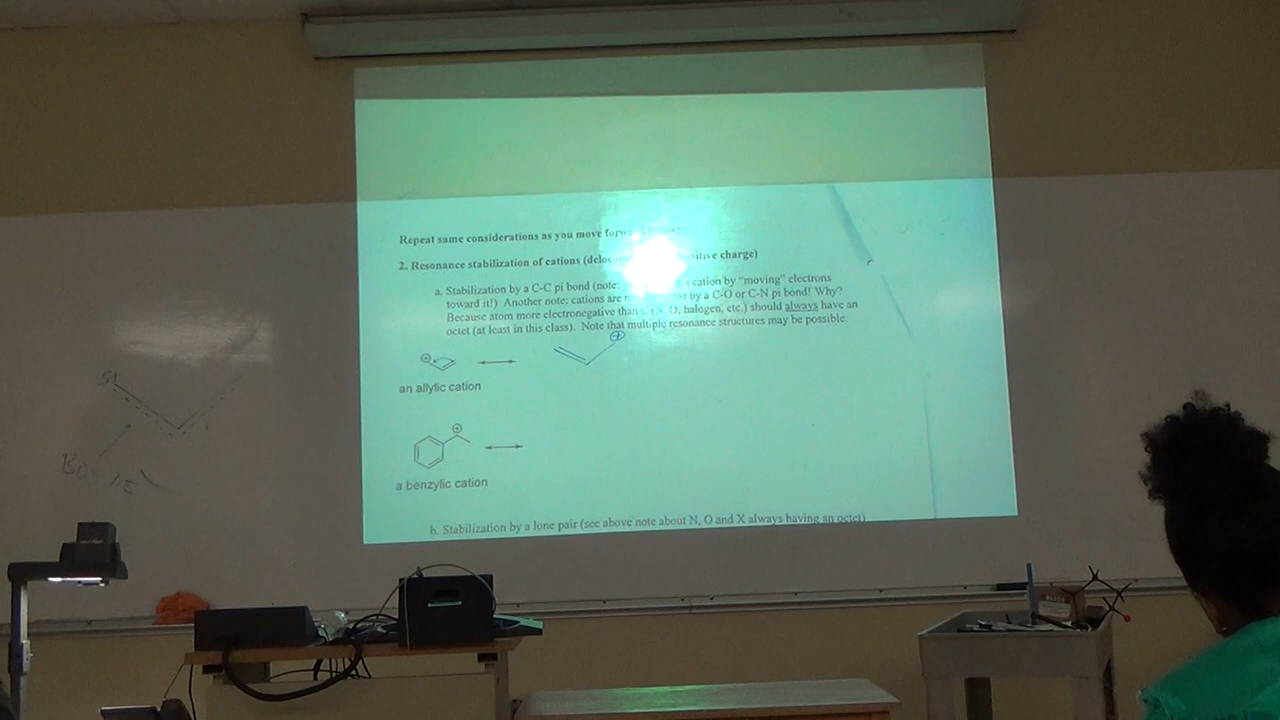 Repeat same considerations as you move
2. Resonance stabilization of cations charge)
a. Stabilization by a C-C pi bond (note: cation by “moving” electrons
toward it!) Another note: cations are by a C-O or C-N pi bond! Why?
Because atom more electronegative than C (N, O, halogen, etc.) should always have an
octet (at least in this class). Note that multiple resonance structures may be possible.
⊕ ⊕
an allylic cation
⊕
a benzylic cation
b. Stabilization by a lone pair (see above note about N, O and X always having an octet)